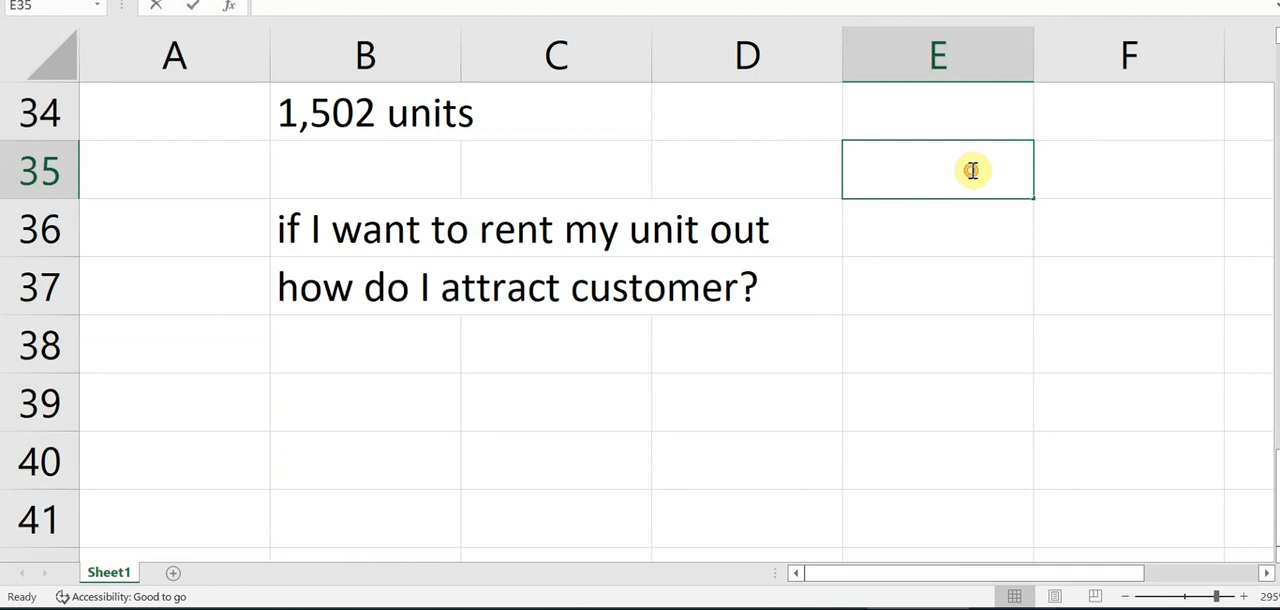 E35
fx
A B C D E F
34 1,502 units
35
36 if I want to rent my unit out
37 how do I attract customer?
38
39
40
41
Sheet1
Ready Accessibility: Good to go